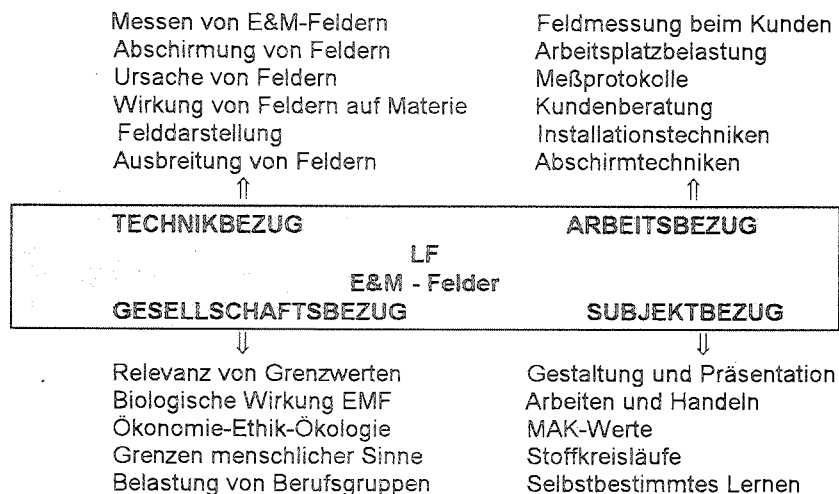 Messen von E&M-Feldern
Abschirmung von Feldern
Ursache von Feldern
Wirkung von Feldern auf Materie
Felddarstellung
Ausbreitung von Feldern
⇑
Feldmessung beim Kunden
Arbeitsplatzbelastung
Meßprotokolle
Kundenberatung
Installationstechniken
Abschirmtechniken
⇑
TECHNIKBEZUG
ARBEITSBEZUG
LF
E&M - Felder
GESELLSCHAFTSBEZUG
SUBJEKTBEZUG
⇓
Relevanz von Grenzwerten
Biologische Wirkung EMF
Ökonomie-Ethik-Ökologie
Grenzen menschlicher Sinne
Belastung von Berufsgruppen
⇓
Gestaltung und Präsentation
Arbeiten und Handeln
MAK-Werte
Stoffkreisläufe
Selbstbestimmtes Lernen